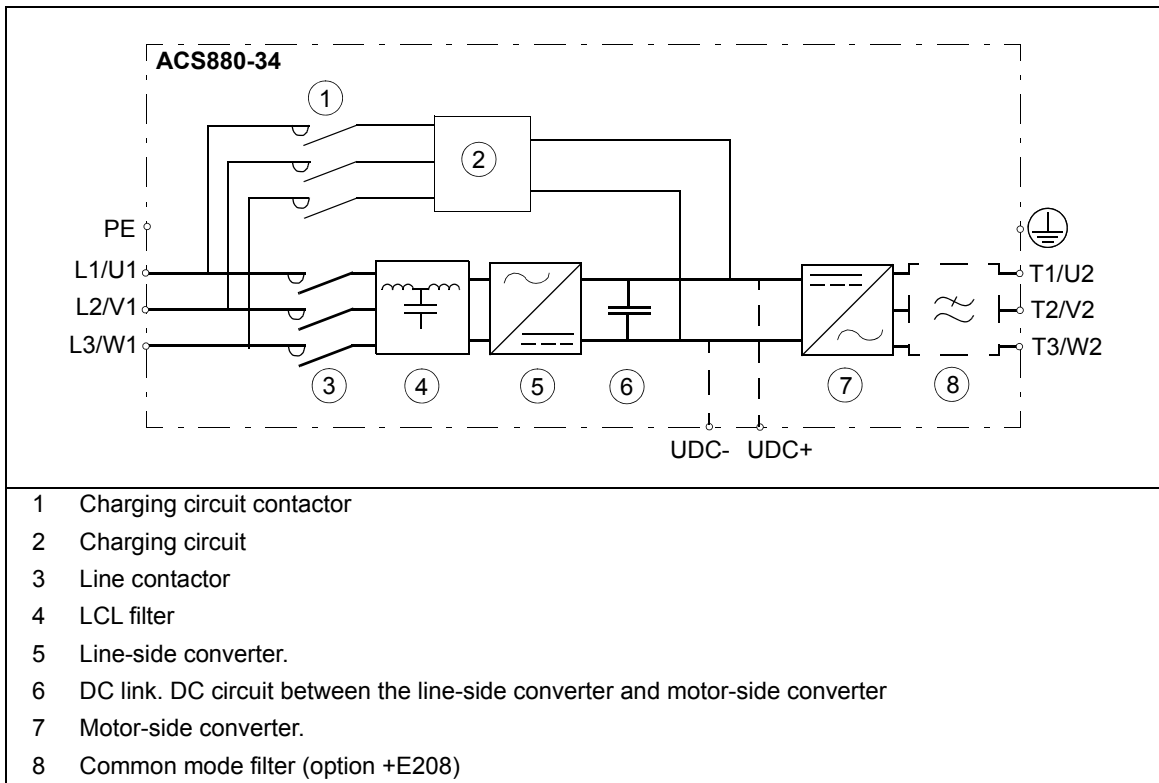 ACS880-34
1
2
PE
L1/U1
L2/V1
L3/W1
T1/U2
T2/V2
T3/W2
3
4
5
6
7
8
UDC- UDC+
1 Charging circuit contactor
2 Charging circuit
3 Line contactor
4 LCL filter
5 Line-side converter.
6 DC link. DC circuit between the line-side converter and motor-side converter
7 Motor-side converter.
8 Common mode filter (option +E208)